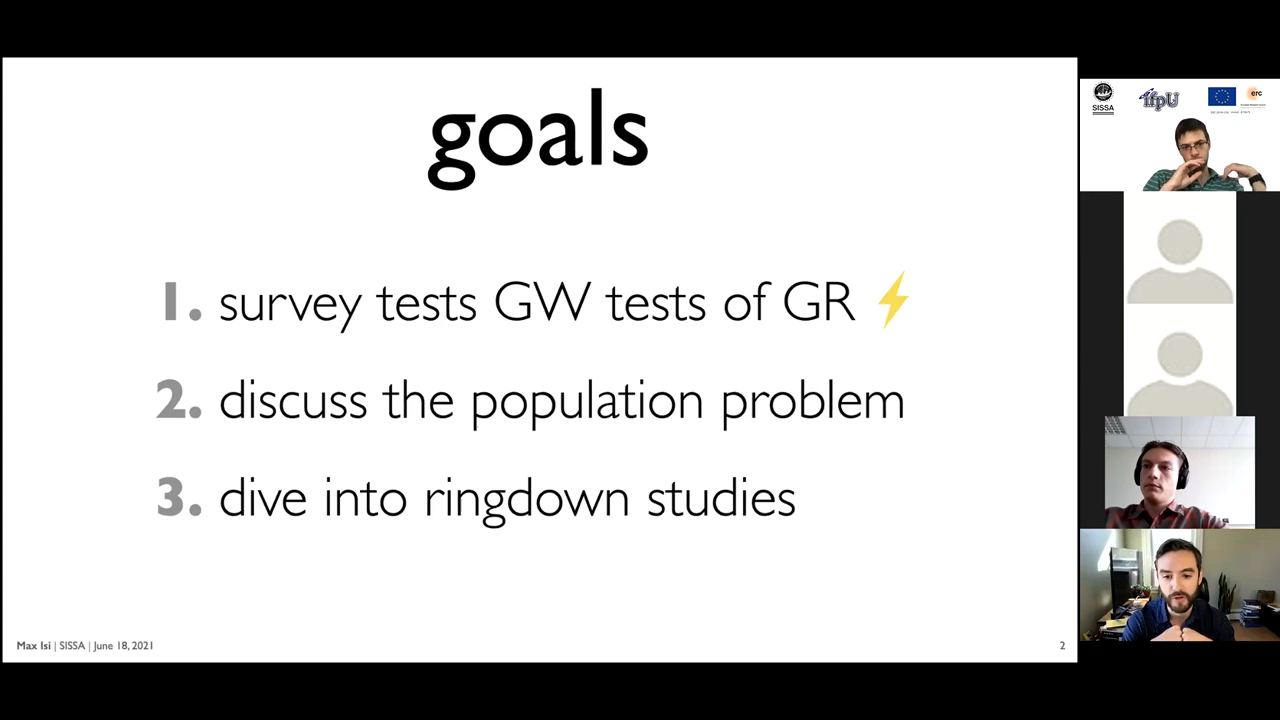 goals
1. survey tests GW tests of GR
2. discuss the population problem
3. dive into ringdown studies
Max Isi | SISSA | June 18, 2021
2
SISSA
ifpU
erc